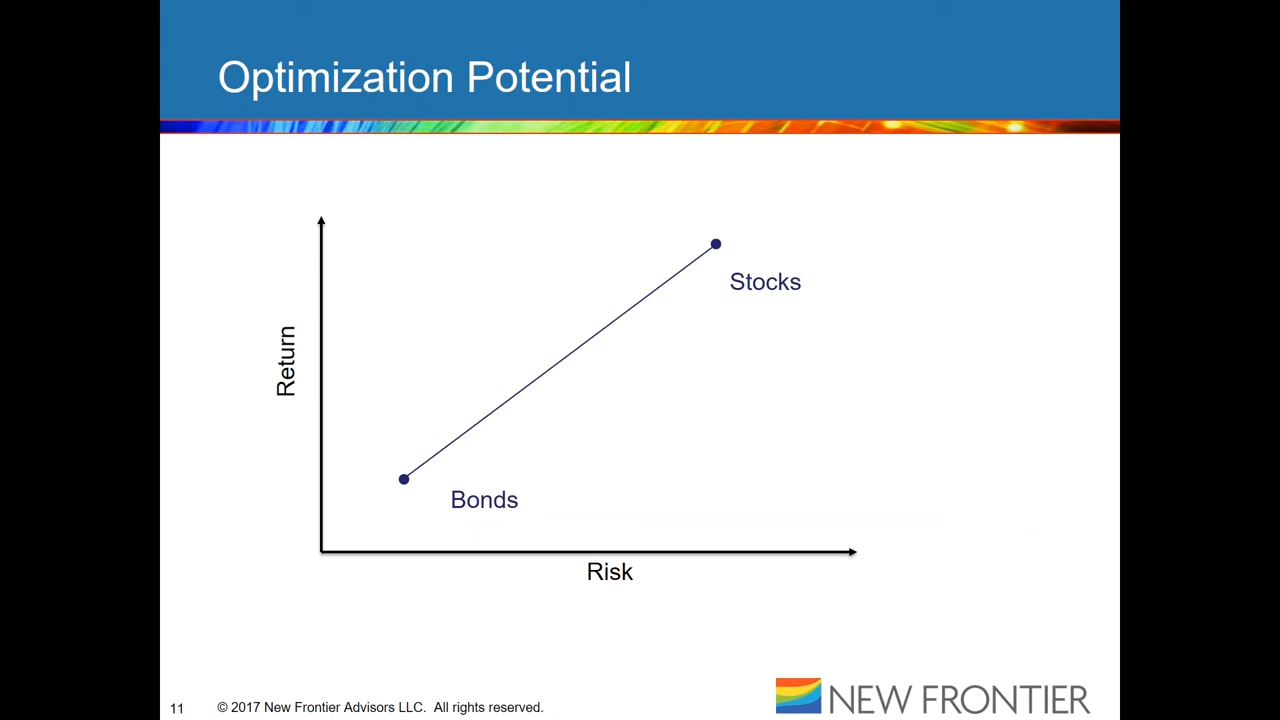 Optimization Potential
Stocks
Return
Bonds
Risk
11
© 2017 New Frontier Advisors LLC. All rights reserved.
NEW FRONTIER